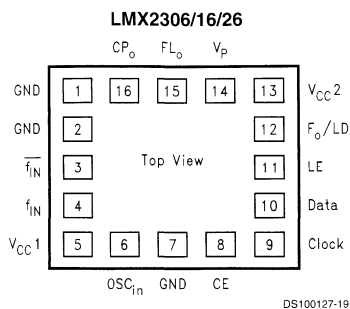 LMX2306/16/26
CPo FLo VP
GND 1 16 15 14 13 VCC2
GND 2 12 Fo/LD
f̅I̅N̅ 3 Top View 11 LE
fIN 4 10 Data
VCC1 5 6 7 8 9 Clock
OSCin GND CE
DS100127-19